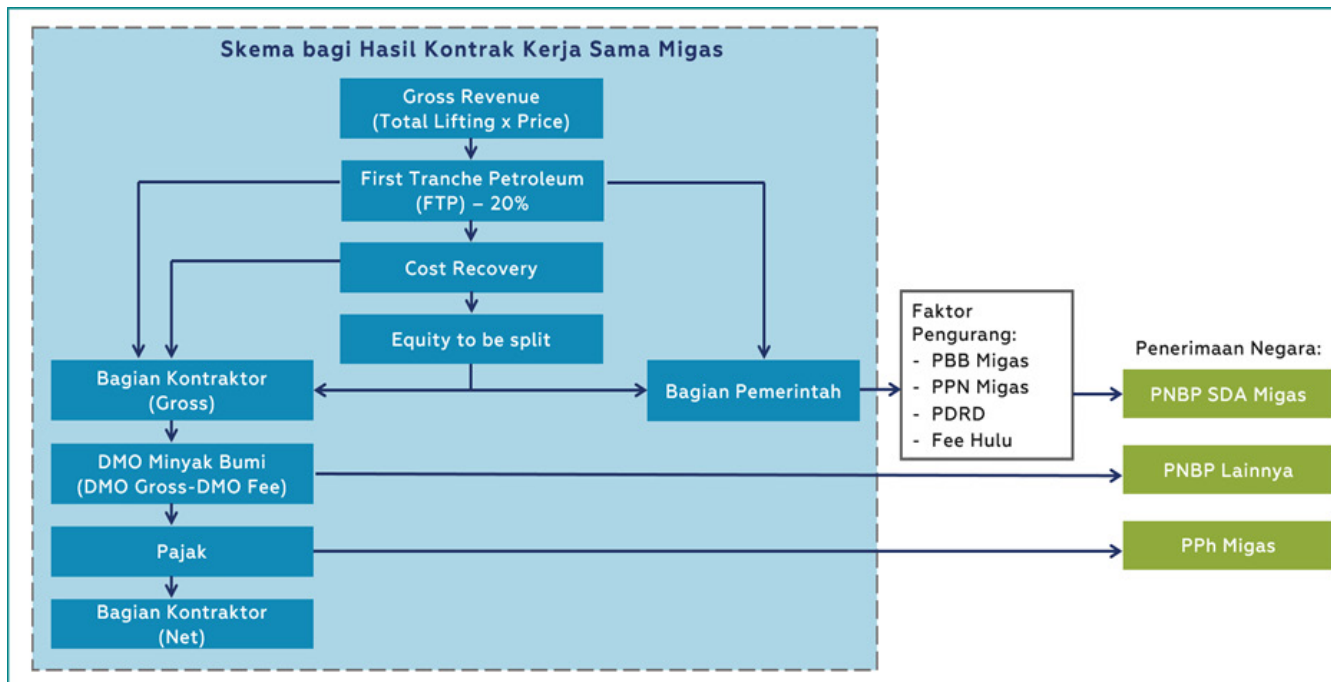 Skema bagi Hasil Kontrak Kerja Sama Migas
Gross Revenue
(Total Lifting x Price)
First Tranche Petroleum
(FTP) – 20%
Cost Recovery
Equity to be split
Bagian Kontraktor
(Gross)
Bagian Pemerintah
Faktor
Pengurang:
- PBB Migas
- PPN Migas
- PDRD
- Fee Hulu
Penerimaan Negara:
PNBP SDA Migas
DMO Minyak Bumi
(DMO Gross-DMO Fee)
PNBP Lainnya
Pajak
PPh Migas
Bagian Kontraktor
(Net)